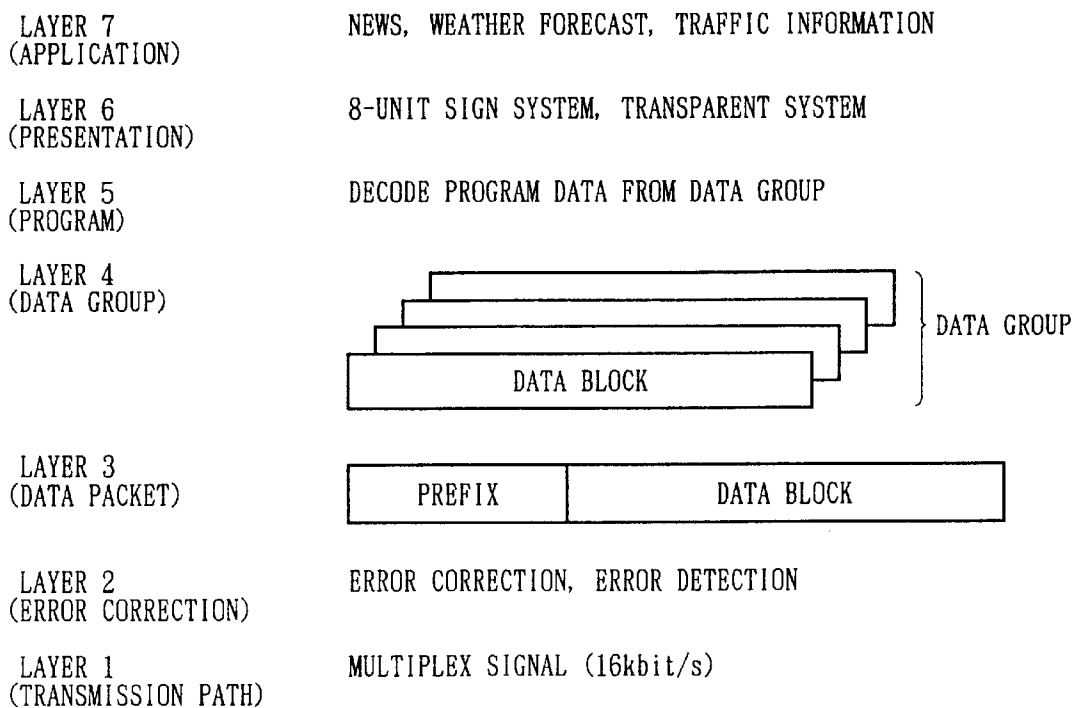 LAYER 7 NEWS, WEATHER FORECAST, TRAFFIC INFORMATION
(APPLICATION)
LAYER 6 8-UNIT SIGN SYSTEM, TRANSPARENT SYSTEM
(PRESENTATION)
LAYER 5 DECODE PROGRAM DATA FROM DATA GROUP
(PROGRAM)
LAYER 4
(DATA GROUP)
DATA GROUP
DATA BLOCK
LAYER 3
(DATA PACKET)
PREFIX DATA BLOCK
LAYER 2 ERROR CORRECTION, ERROR DETECTION
(ERROR CORRECTION)
LAYER 1 MULTIPLEX SIGNAL (16kbit/s)
(TRANSMISSION PATH)